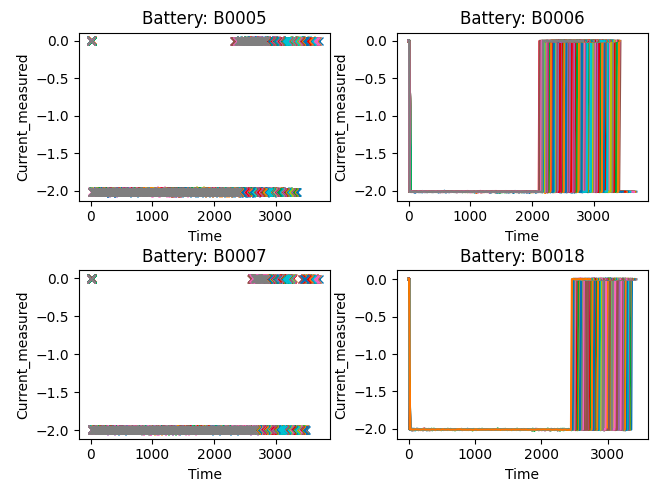 Battery: B0005
0.0
−0.5
−1.0
−1.5
−2.0
Current_measured
0 1000 2000 3000
Time
Battery: B0006
0.0
−0.5
−1.0
−1.5
−2.0
Current_measured
0 1000 2000 3000
Time
Battery: B0007
0.0
−0.5
−1.0
−1.5
−2.0
Current_measured
0 1000 2000 3000
Time
Battery: B0018
0.0
−0.5
−1.0
−1.5
−2.0
Current_measured
0 1000 2000 3000
Time